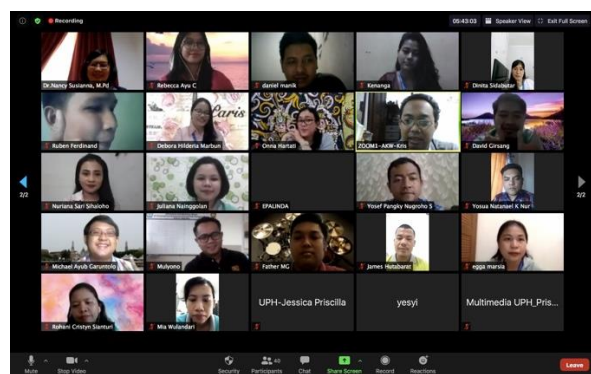 Recording
05:43:03 Speaker View Exit Full Screen
Dr.Nancy Susianna, M.Pd
Rebecca Ayu C
daniel manik
Kenanga
Dinita Sidabutar
Ruben Ferdinand
Debora Hilderia Marbun
Paris
Onna Hartati
ZOOM1-AKW-Kris
David Girsang
2/2
Nuriana Sari Sihaloho
Juliana Nainggolan
EPALINDA
Yosef Pangky Nugroho S
Yosua Natanael K Nur
2/2
Michael Ayub Garuntolo
Mulyono
Father MG
James Hutabarat
egga marsia
Rohani Cristyn Sianturi
Mia Wulandari
UPH-Jessica Priscilla
yesyi
Multimedia UPH_Pris...
Mute
Stop Video
Security
Participants 40
Chat
Share Screen
Record
Reactions
Leave